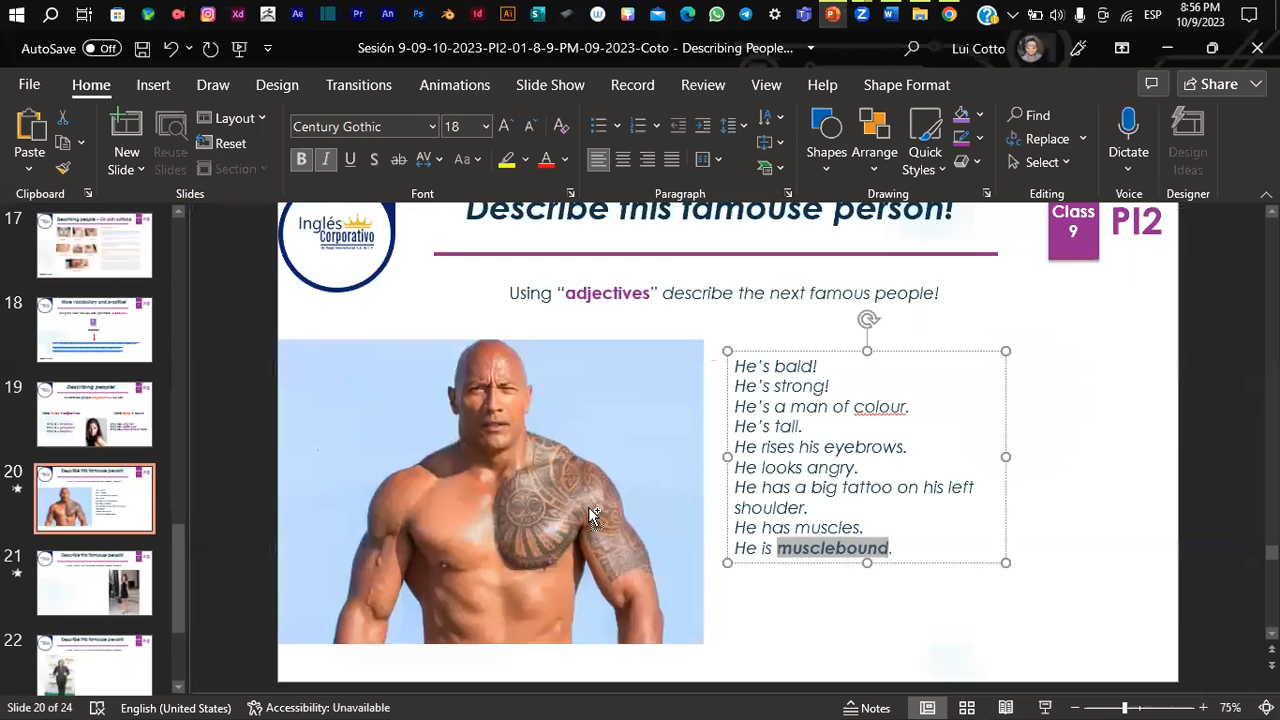 8:56 PM
ESP
10/9/2023
AutoSave Off
Sesión 9-09-10-2023-PI2-01-8-9-PM-09-2023-Coto - Describing People...
Lui Cotto
File Home Insert Draw Design Transitions Animations Slide Show Record Review View Help Shape Format
Share
Paste
New Slide
Reuse Slides
Layout
Reset
Section
Century Gothic 18
Shapes
Arrange
Quick Styles
Find
Replace
Select
Dictate
Design Ideas
Clipboard Slides Font Paragraph Drawing Editing Voice Designer
17
18
19
20
21
22
Inglés
Corporativo
Describe this famouse person!
Class 9
PI2
Using “adjectives” describe the next famous people!
He’s bald!
He’s strong!
He’s a man of colour.
He’s tall.
He rises his eyebrows.
He looks angry.
He has a big tattoo on his left
shoulder.
He has muscles.
He is musclebound.
Slide 20 of 24
English (United States)
Accessibility: Unavailable
Notes
75%